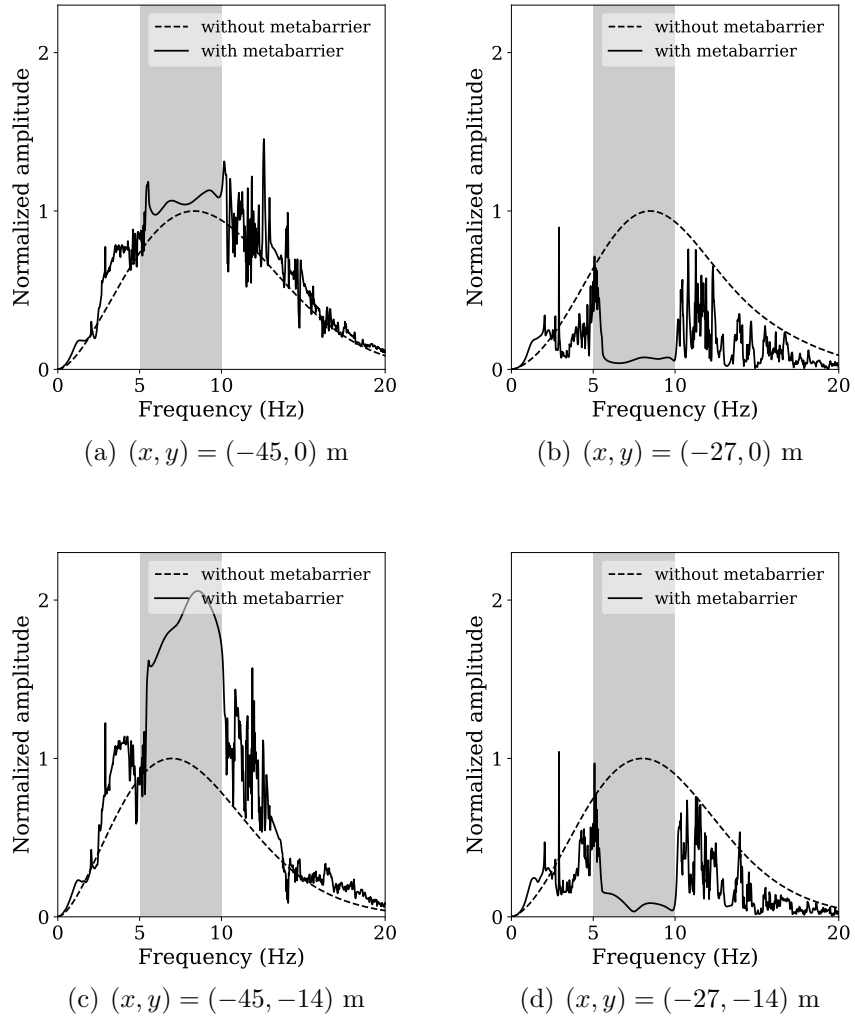 2
1
0
0 5 10 20
Normalized amplitude
Frequency (Hz)
without metabarrier
with metabarrier
(a) (x, y) = (−45, 0) m
2
1
0
0 5 10 20
Normalized amplitude
Frequency (Hz)
without metabarrier
with metabarrier
(b) (x, y) = (−27, 0) m
2
1
0
0 5 10 20
Normalized amplitude
Frequency (Hz)
without metabarrier
with metabarrier
(c) (x, y) = (−45, −14) m
2
1
0
0 5 10 20
Normalized amplitude
Frequency (Hz)
without metabarrier
with metabarrier
(d) (x, y) = (−27, −14) m